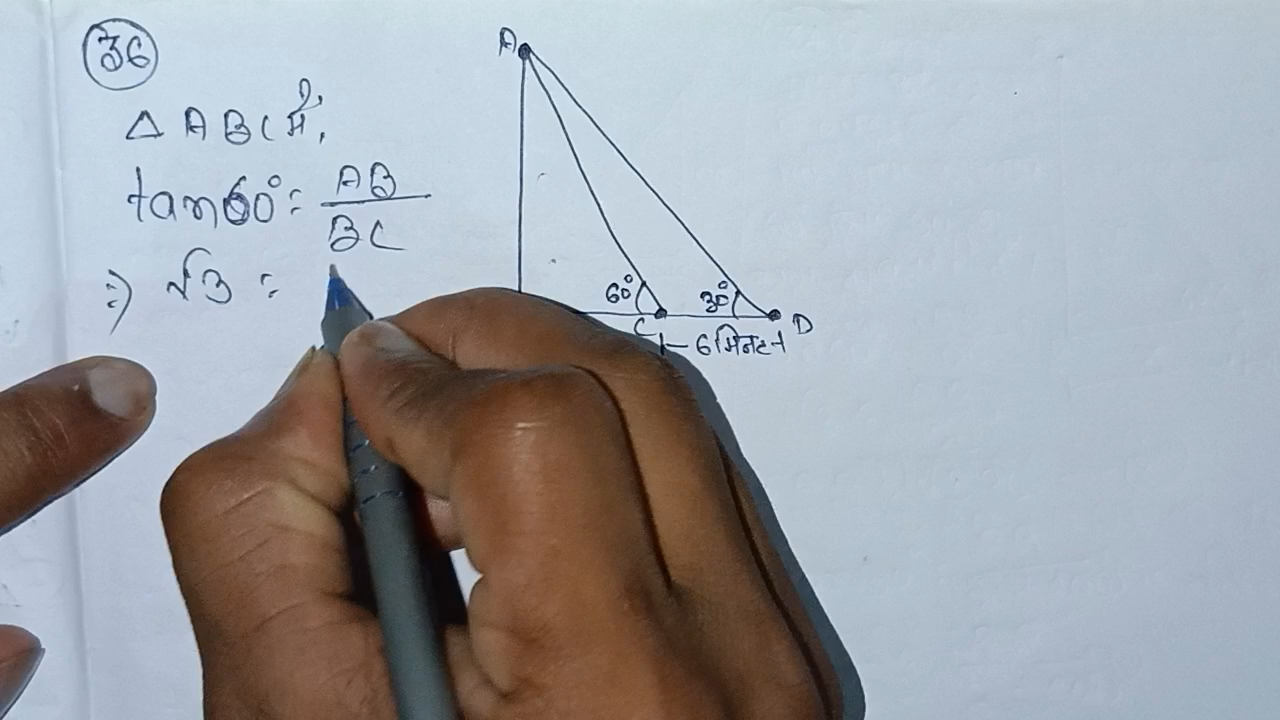 36
△ ABC में,
tan60° = AB/BC
⇒ √3 =
A
60°
30°
C
D
6 मिनट